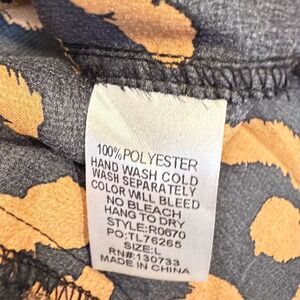 100%POLYESTER
HAND WASH COLD
WASH SEPARATELY
COLOR WILL BLEED
NO BLEACH
HANG TO DRY
STYLE:R0670
PO:TL76265
SIZE:L
RN#:130733
MADE IN CHINA